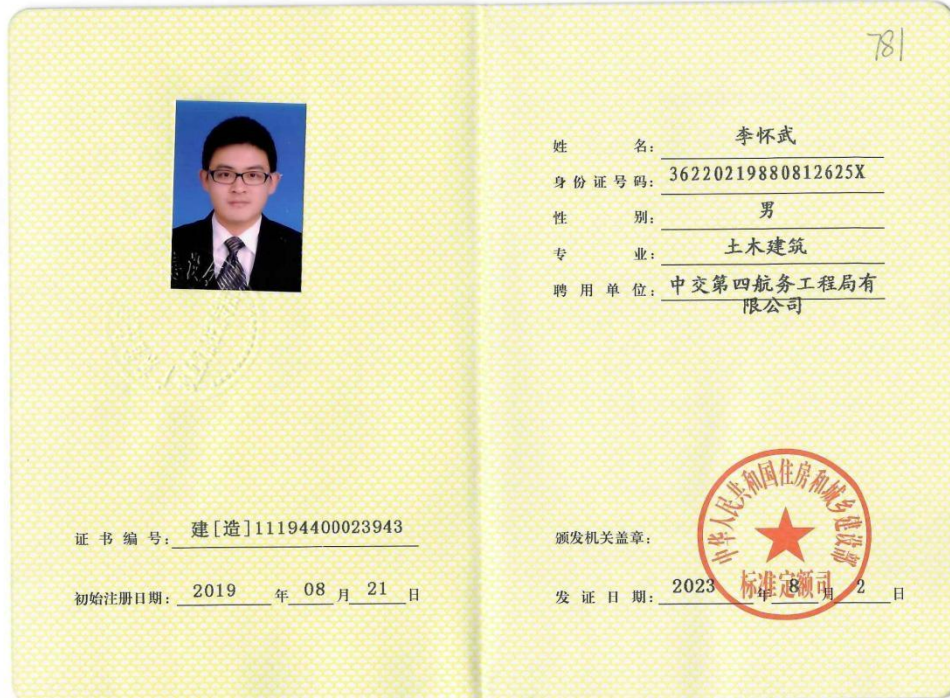 781
姓名: 李怀武
身份证号码: 36220219880812625X
性别: 男
专业: 土木建筑
聘用单位: 中交第四航务工程局有
限公司
证书编号: 建[造]11194400023943
初始注册日期: 2019 年 08 月 21 日
颁发机关盖章:
中华人民共和国住房和城乡建设部
标准定额司
发证日期: 2023 年 8 月 2 日